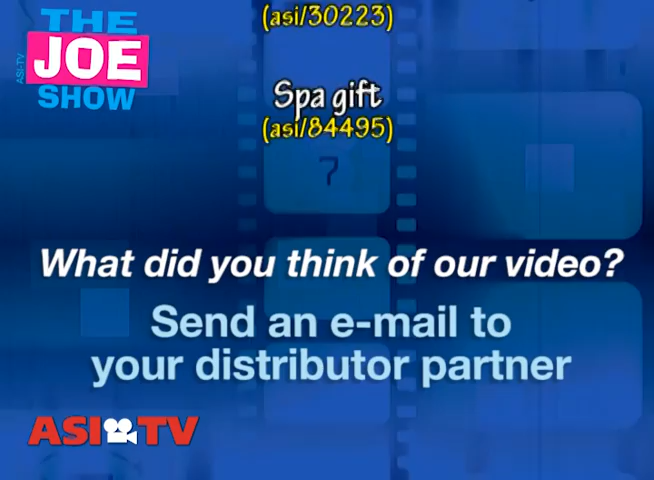 (asi/30223)
THE
ASI-TV
JOE
SHOW
Spa gift
(asi/84495)
7
What did you think of our video?
Send an e-mail to
your distributor partner
ASI TV